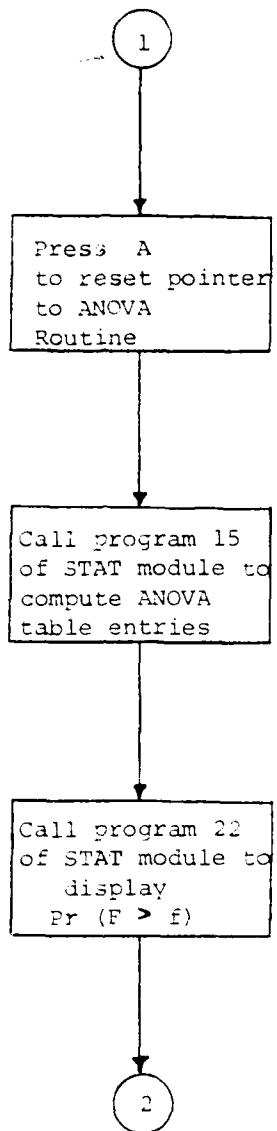 1
Press A
to reset pointer
to ANOVA
Routine
Call program 15
of STAT module to
compute ANOVA
table entries
Call program 22
of STAT module to
display
Pr (F > f)
2